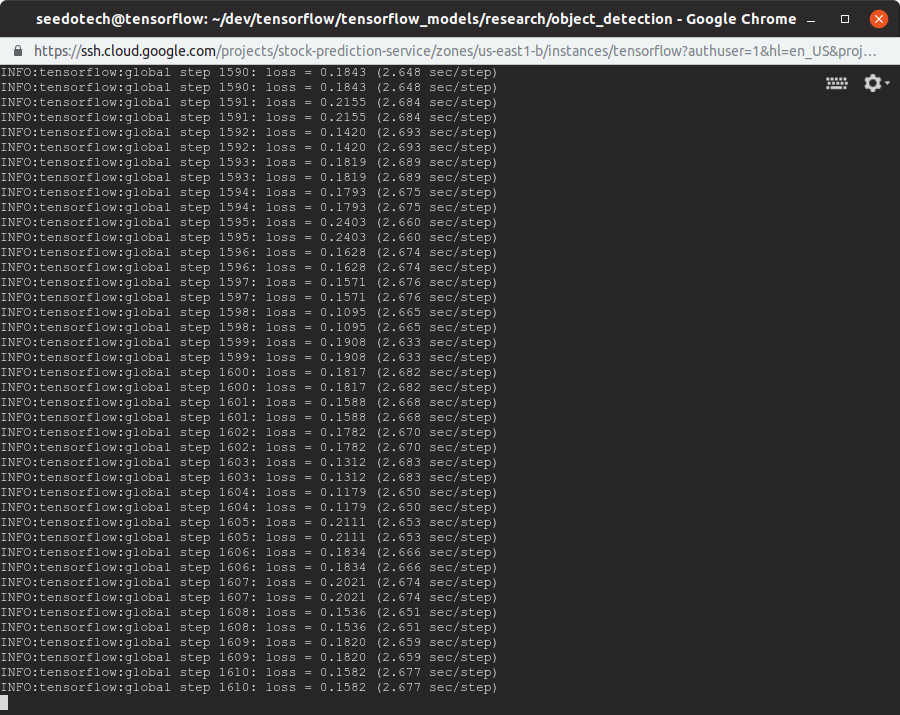 seedotech@tensorflow: ~/dev/tensorflow/tensorflow_models/research/object_detection - Google Chrome
https://ssh.cloud.google.com/projects/stock-prediction-service/zones/us-east1-b/instances/tensorflow?authuser=1&hl=en_US&proj…
INFO:tensorflow:global step 1590: loss = 0.1843 (2.648 sec/step)
INFO:tensorflow:global step 1590: loss = 0.1843 (2.648 sec/step)
INFO:tensorflow:global step 1591: loss = 0.2155 (2.684 sec/step)
INFO:tensorflow:global step 1591: loss = 0.2155 (2.684 sec/step)
INFO:tensorflow:global step 1592: loss = 0.1420 (2.693 sec/step)
INFO:tensorflow:global step 1592: loss = 0.1420 (2.693 sec/step)
INFO:tensorflow:global step 1593: loss = 0.1819 (2.689 sec/step)
INFO:tensorflow:global step 1593: loss = 0.1819 (2.689 sec/step)
INFO:tensorflow:global step 1594: loss = 0.1793 (2.675 sec/step)
INFO:tensorflow:global step 1594: loss = 0.1793 (2.675 sec/step)
INFO:tensorflow:global step 1595: loss = 0.2403 (2.660 sec/step)
INFO:tensorflow:global step 1595: loss = 0.2403 (2.660 sec/step)
INFO:tensorflow:global step 1596: loss = 0.1628 (2.674 sec/step)
INFO:tensorflow:global step 1596: loss = 0.1628 (2.674 sec/step)
INFO:tensorflow:global step 1597: loss = 0.1571 (2.676 sec/step)
INFO:tensorflow:global step 1597: loss = 0.1571 (2.676 sec/step)
INFO:tensorflow:global step 1598: loss = 0.1095 (2.665 sec/step)
INFO:tensorflow:global step 1598: loss = 0.1095 (2.665 sec/step)
INFO:tensorflow:global step 1599: loss = 0.1908 (2.633 sec/step)
INFO:tensorflow:global step 1599: loss = 0.1908 (2.633 sec/step)
INFO:tensorflow:global step 1600: loss = 0.1817 (2.682 sec/step)
INFO:tensorflow:global step 1600: loss = 0.1817 (2.682 sec/step)
INFO:tensorflow:global step 1601: loss = 0.1588 (2.668 sec/step)
INFO:tensorflow:global step 1601: loss = 0.1588 (2.668 sec/step)
INFO:tensorflow:global step 1602: loss = 0.1782 (2.670 sec/step)
INFO:tensorflow:global step 1602: loss = 0.1782 (2.670 sec/step)
INFO:tensorflow:global step 1603: loss = 0.1312 (2.683 sec/step)
INFO:tensorflow:global step 1603: loss = 0.1312 (2.683 sec/step)
INFO:tensorflow:global step 1604: loss = 0.1179 (2.650 sec/step)
INFO:tensorflow:global step 1604: loss = 0.1179 (2.650 sec/step)
INFO:tensorflow:global step 1605: loss = 0.2111 (2.653 sec/step)
INFO:tensorflow:global step 1605: loss = 0.2111 (2.653 sec/step)
INFO:tensorflow:global step 1606: loss = 0.1834 (2.666 sec/step)
INFO:tensorflow:global step 1606: loss = 0.1834 (2.666 sec/step)
INFO:tensorflow:global step 1607: loss = 0.2021 (2.674 sec/step)
INFO:tensorflow:global step 1607: loss = 0.2021 (2.674 sec/step)
INFO:tensorflow:global step 1608: loss = 0.1536 (2.651 sec/step)
INFO:tensorflow:global step 1608: loss = 0.1536 (2.651 sec/step)
INFO:tensorflow:global step 1609: loss = 0.1820 (2.659 sec/step)
INFO:tensorflow:global step 1609: loss = 0.1820 (2.659 sec/step)
INFO:tensorflow:global step 1610: loss = 0.1582 (2.677 sec/step)
INFO:tensorflow:global step 1610: loss = 0.1582 (2.677 sec/step)